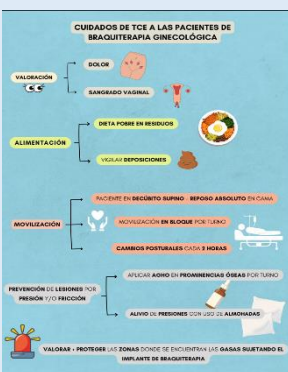 CUIDADOS DE TCE A LAS PACIENTES DE
BRAQUITERAPIA GINECOLÓGICA
VALORACIÓN
DOLOR
SANGRADO VAGINAL
ALIMENTACIÓN
DIETA POBRE EN RESIDUOS
VIGILAR DEPOSICIONES
MOVILIZACIÓN
PACIENTE EN DECÚBITO SUPINO - REPOSO ABSOLUTO EN CAMA
MOVILIZACIÓN EN BLOQUE POR TURNO
CAMBIOS POSTURALES CADA 2 HORAS
PREVENCIÓN DE LESIONES POR
PRESIÓN Y/O FRICCIÓN
APLICAR AGHO EN PROMINENCIAS ÓSEAS POR TURNO
ALIVIO DE PRESIONES CON USO DE ALMOHADAS
VALORAR + PROTEGER LAS ZONAS DONDE SE ENCUENTRAN LAS GASAS SUJETANDO EL
IMPLANTE DE BRAQUITERAPIA